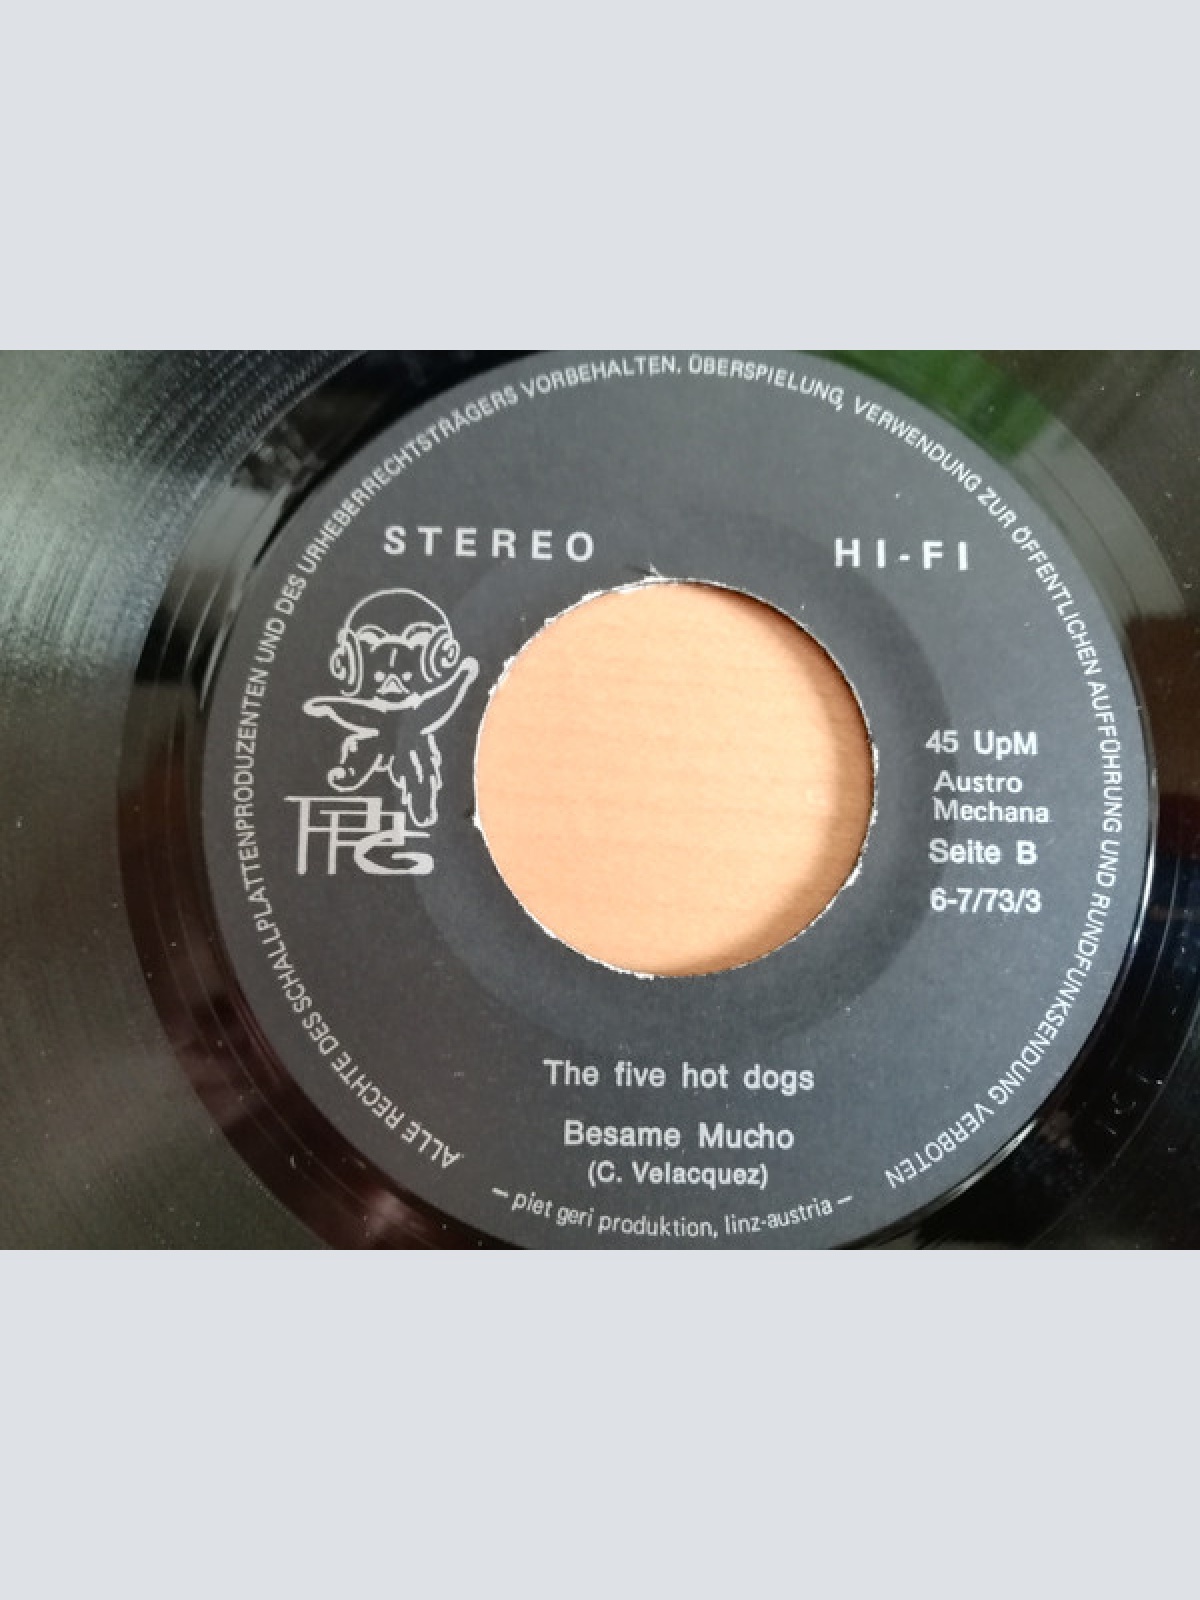 ALLE RECHTE DES SCHALLPLATTENPRODUZENTEN UND DES URHEBERRECHTSTRÄGERS VORBEHALTEN. ÜBERSPIELUNG, VERWENDUNG ZUR ÖFFENTLICHEN AUFFÜHRUNG UND RUNDFUNKSENDUNG VERBOTEN
STEREO HI-FI
PPG
45 UpM
Austro
Mechana
Seite B
6-7/73/3
The five hot dogs
Besame Mucho
(C. Velacquez)
– piet geri produktion, linz-austria –